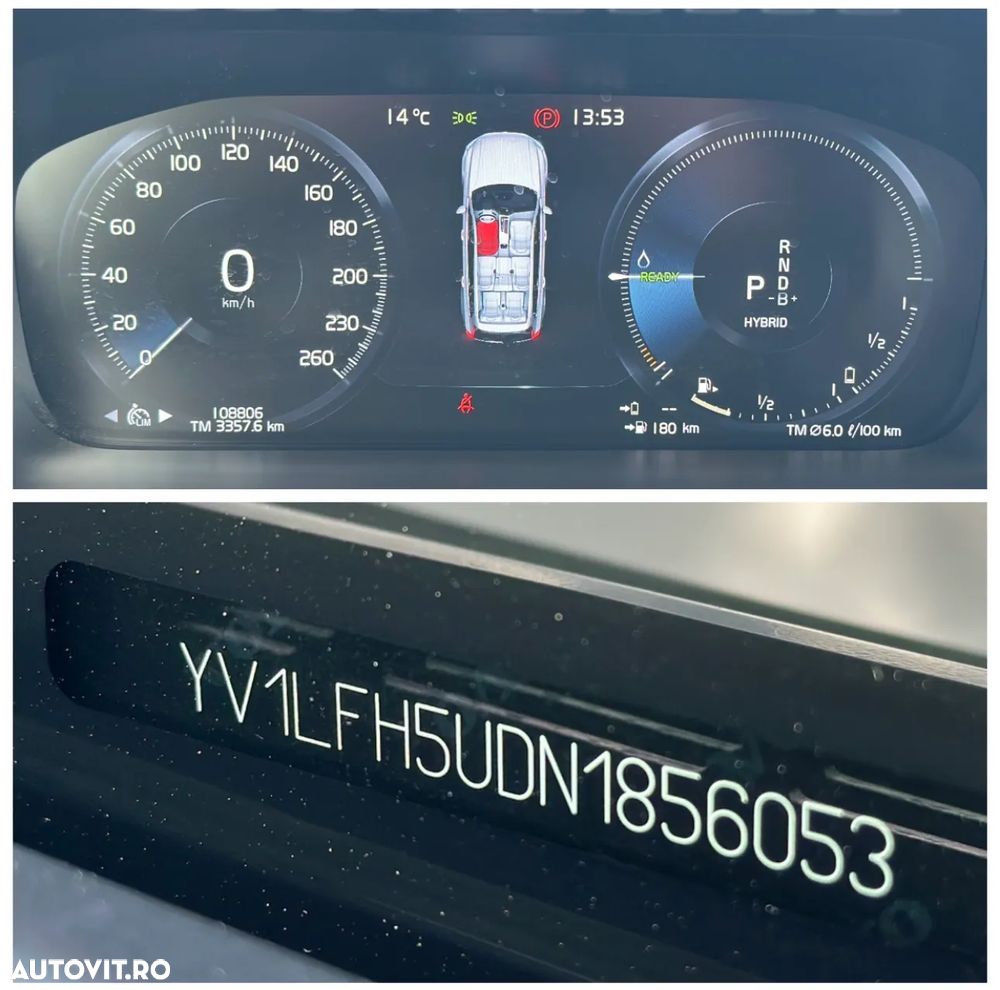 14°C P 13:53
0 20 40 60 80 100 120 140 160 180 200 230 260
0
km/h
108806
TM 3357.6 km
LIM
READY
R
N
D
P -B+
HYBRID
1
1/2
1
1/2
--
180 km
TM ⌀6.0 ℓ/100 km
YV1LFH5UDN1856053
AUTOVIT.RO